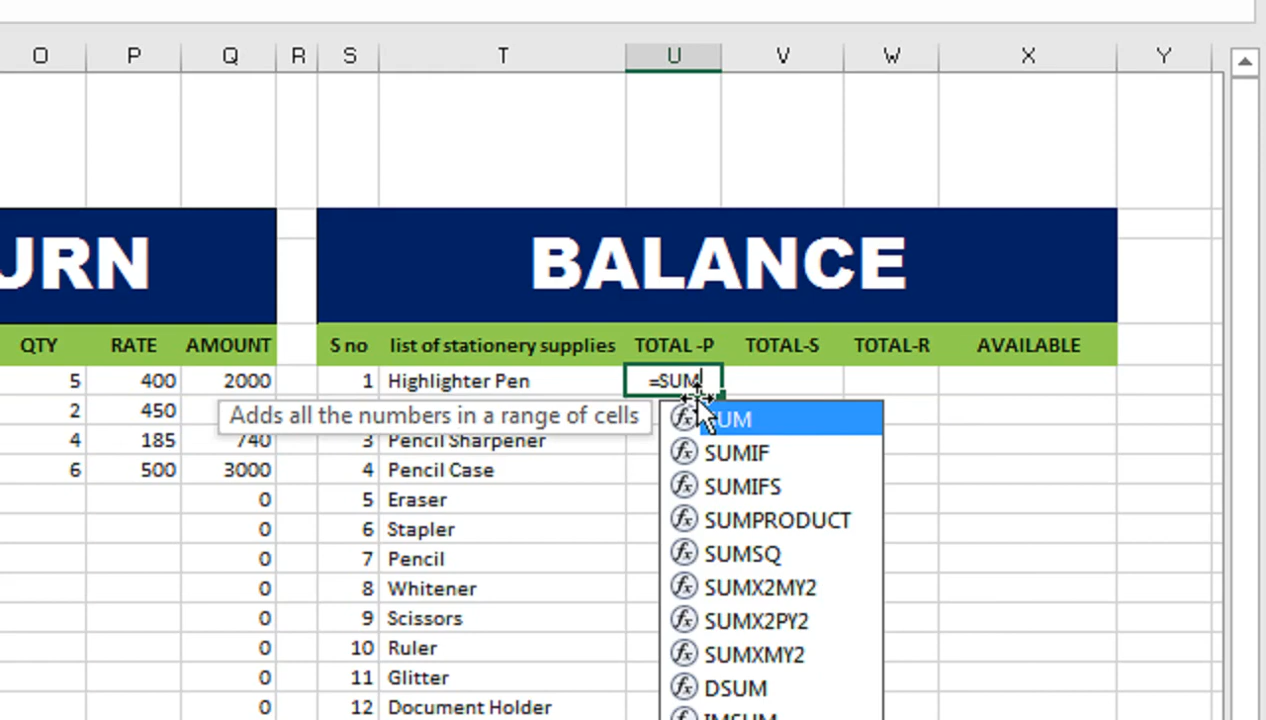 O P Q R S T U V W X Y
URN BALANCE
QTY RATE AMOUNT S no list of stationery supplies TOTAL -P TOTAL-S TOTAL-R AVAILABLE
5 400 2000 1 Highlighter Pen =SUM
2 450 Adds all the numbers in a range of cells SUM
4 185 740 3 Pencil Sharpener SUMIF
6 500 3000 4 Pencil Case SUMIFS
0 5 Eraser SUMPRODUCT
0 6 Stapler SUMSQ
0 7 Pencil SUMX2MY2
0 8 Whitener SUMX2PY2
0 9 Scissors SUMXMY2
0 10 Ruler DSUM
0 11 Glitter IMSUM
0 12 Document Holder